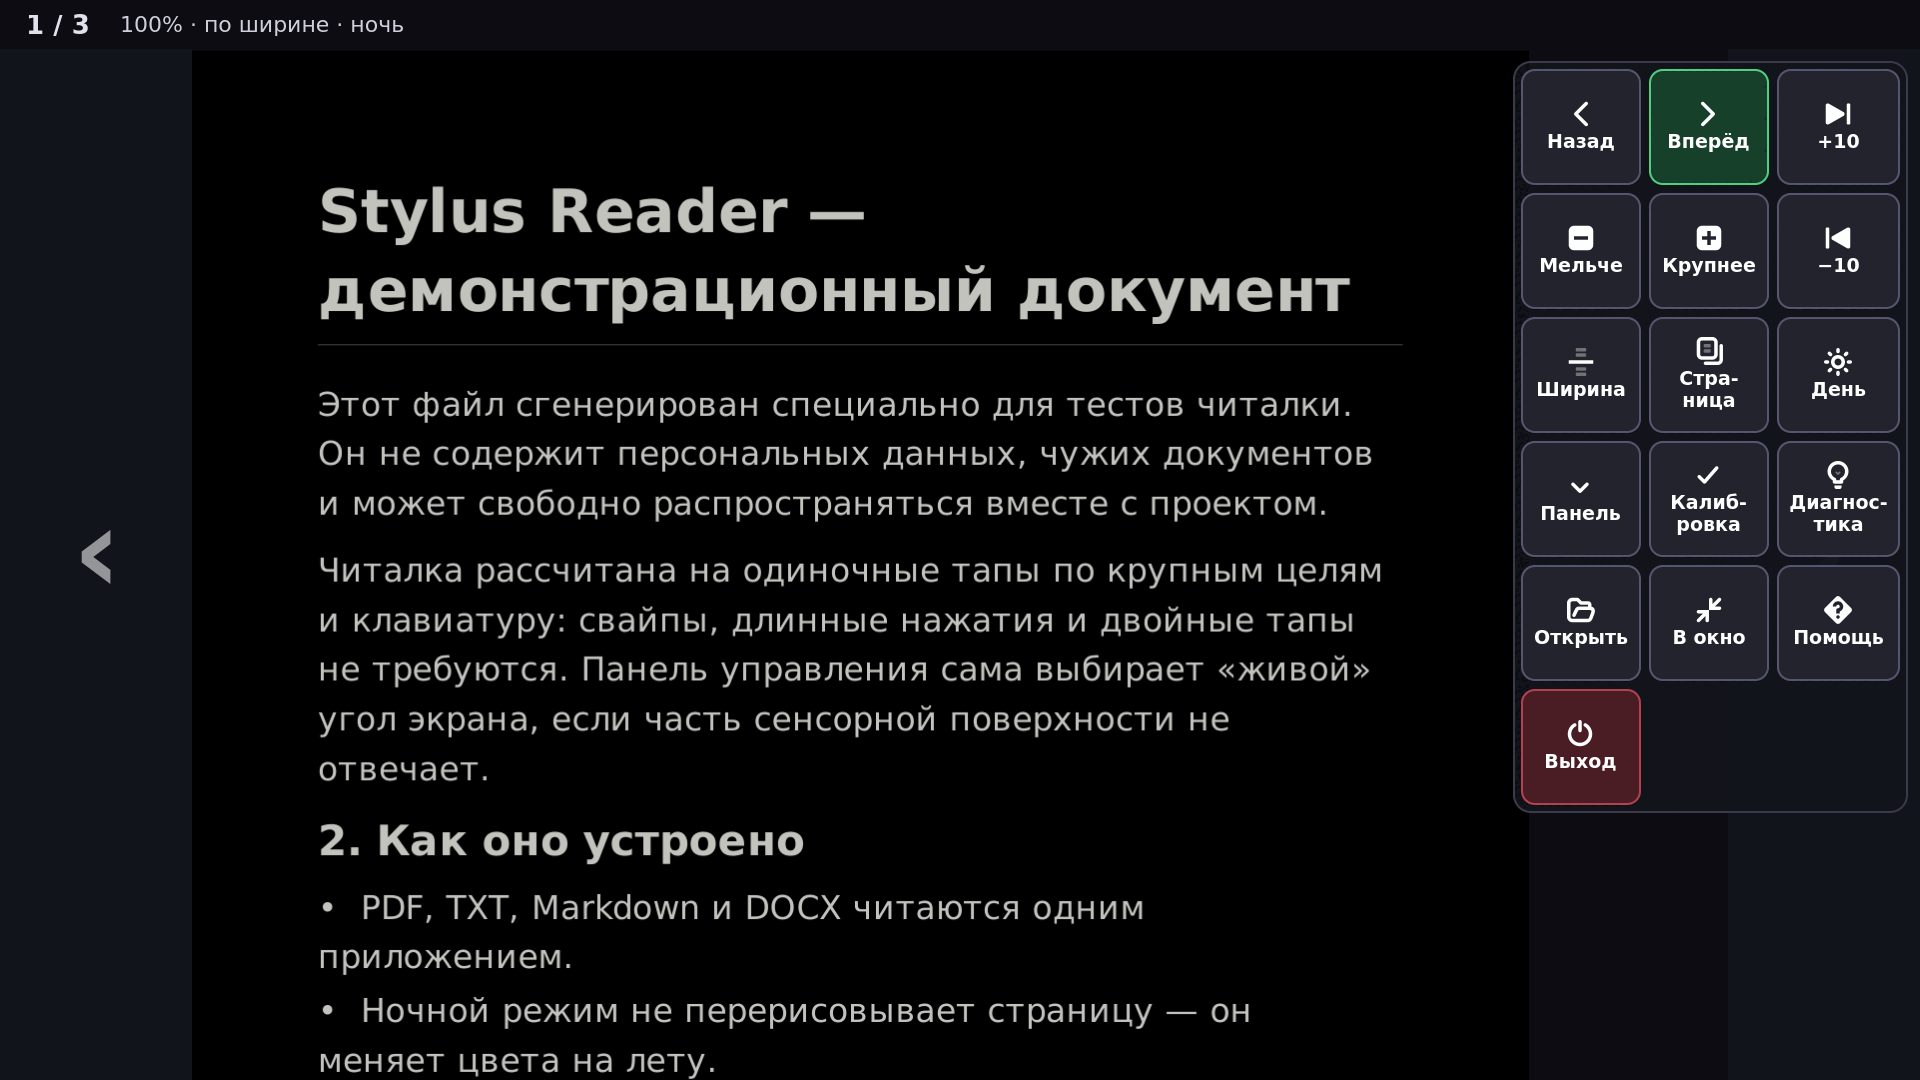 1 / 3 100% · по ширине · ночь
Stylus Reader —
демонстрационный документ
Этот файл сгенерирован специально для тестов читалки.
Он не содержит персональных данных, чужих документов
и может свободно распространяться вместе с проектом.
Читалка рассчитана на одиночные тапы по крупным целям
и клавиатуру: свайпы, длинные нажатия и двойные тапы
не требуются. Панель управления сама выбирает «живой»
угол экрана, если часть сенсорной поверхности не
отвечает.
2. Как оно устроено
• PDF, TXT, Markdown и DOCX читаются одним
приложением.
• Ночной режим не перерисовывает страницу — он
меняет цвета на лету.
Назад
Вперёд
+10
Мельче
Крупнее
−10
Ширина
Стра-
ница
День
Панель
Калиб-
ровка
Диагнос-
тика
Открыть
В окно
Помощь
Выход